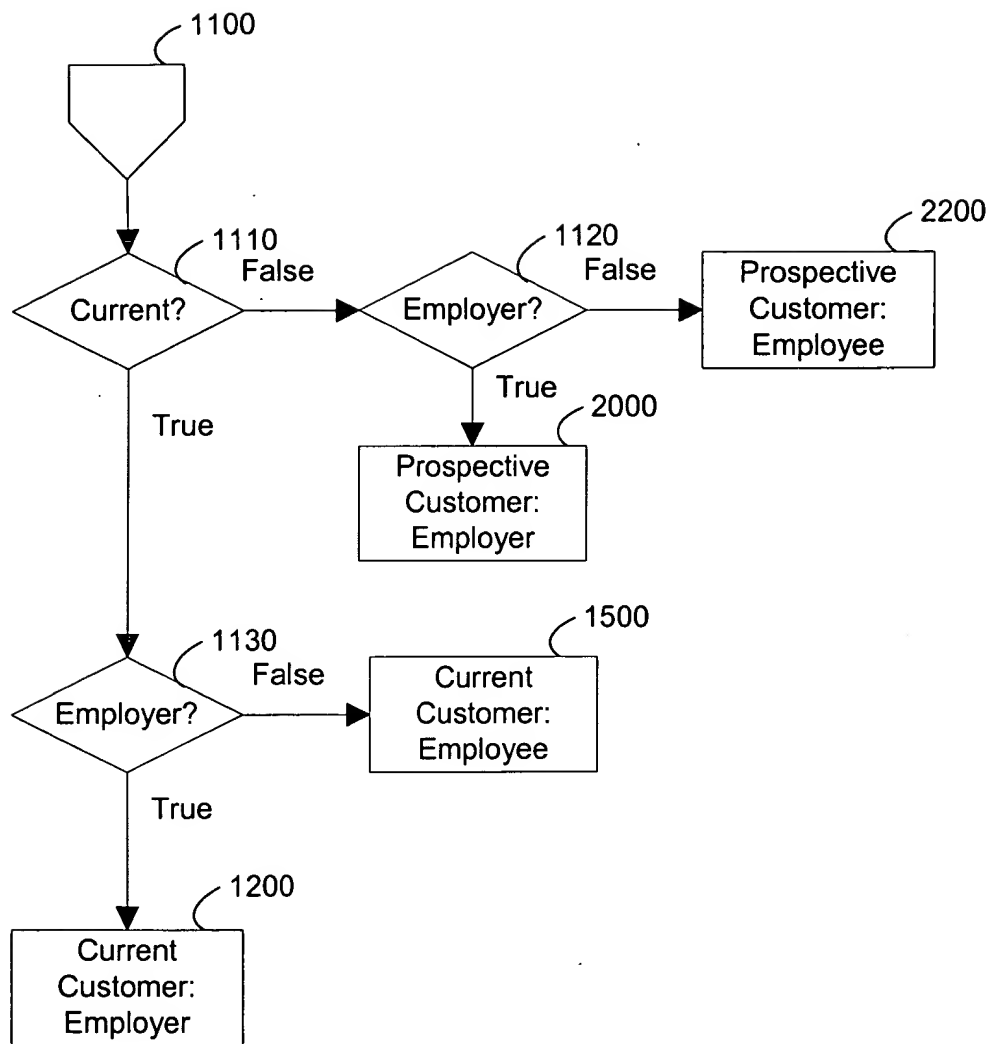 1100
1110
False
Current?
1120
False
Employer?
2200
Prospective
Customer:
Employee
True
True
2000
Prospective
Customer:
Employer
1130
False
Employer?
1500
Current
Customer:
Employee
True
1200
Current
Customer:
Employer